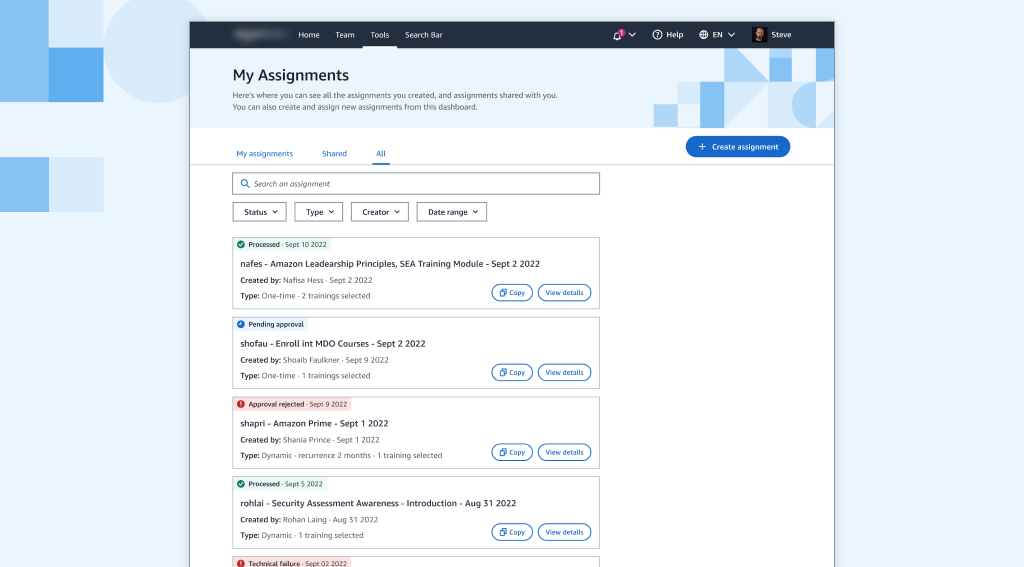 Home Team Tools Search Bar 1 Help EN Steve
My Assignments
Here's where you can see all the assignments you created, and assignments shared with you.
You can also create and assign new assignments from this dashboard.
My assignments Shared All + Create assignment
Search an assignment
Status Type Creator Date range
Processed · Sept 10 2022
nafes - Amazon Leadearship Principles, SEA Training Module - Sept 2 2022
Created by: Nafisa Hess · Sept 2 2022
Type: One-time · 2 trainings selected
Copy View details
Pending approval
shofau - Enroll int MDO Courses - Sept 2 2022
Created by: Shoaib Faulkner · Sept 9 2022
Type: One-time · 1 trainings selected
Copy View details
Approval rejected · Sept 9 2022
shapri - Amazon Prime - Sept 1 2022
Created by: Shania Prince · Sept 1 2022
Type: Dynamic · recurrence 2 months · 1 training selected
Copy View details
Processed · Sept 5 2022
rohlai - Security Assessment Awareness - Introduction - Aug 31 2022
Created by: Rohan Laing · Aug 31 2022
Type: Dynamic · 1 training selected
Copy View details
Technical failure · Sept 02 2022